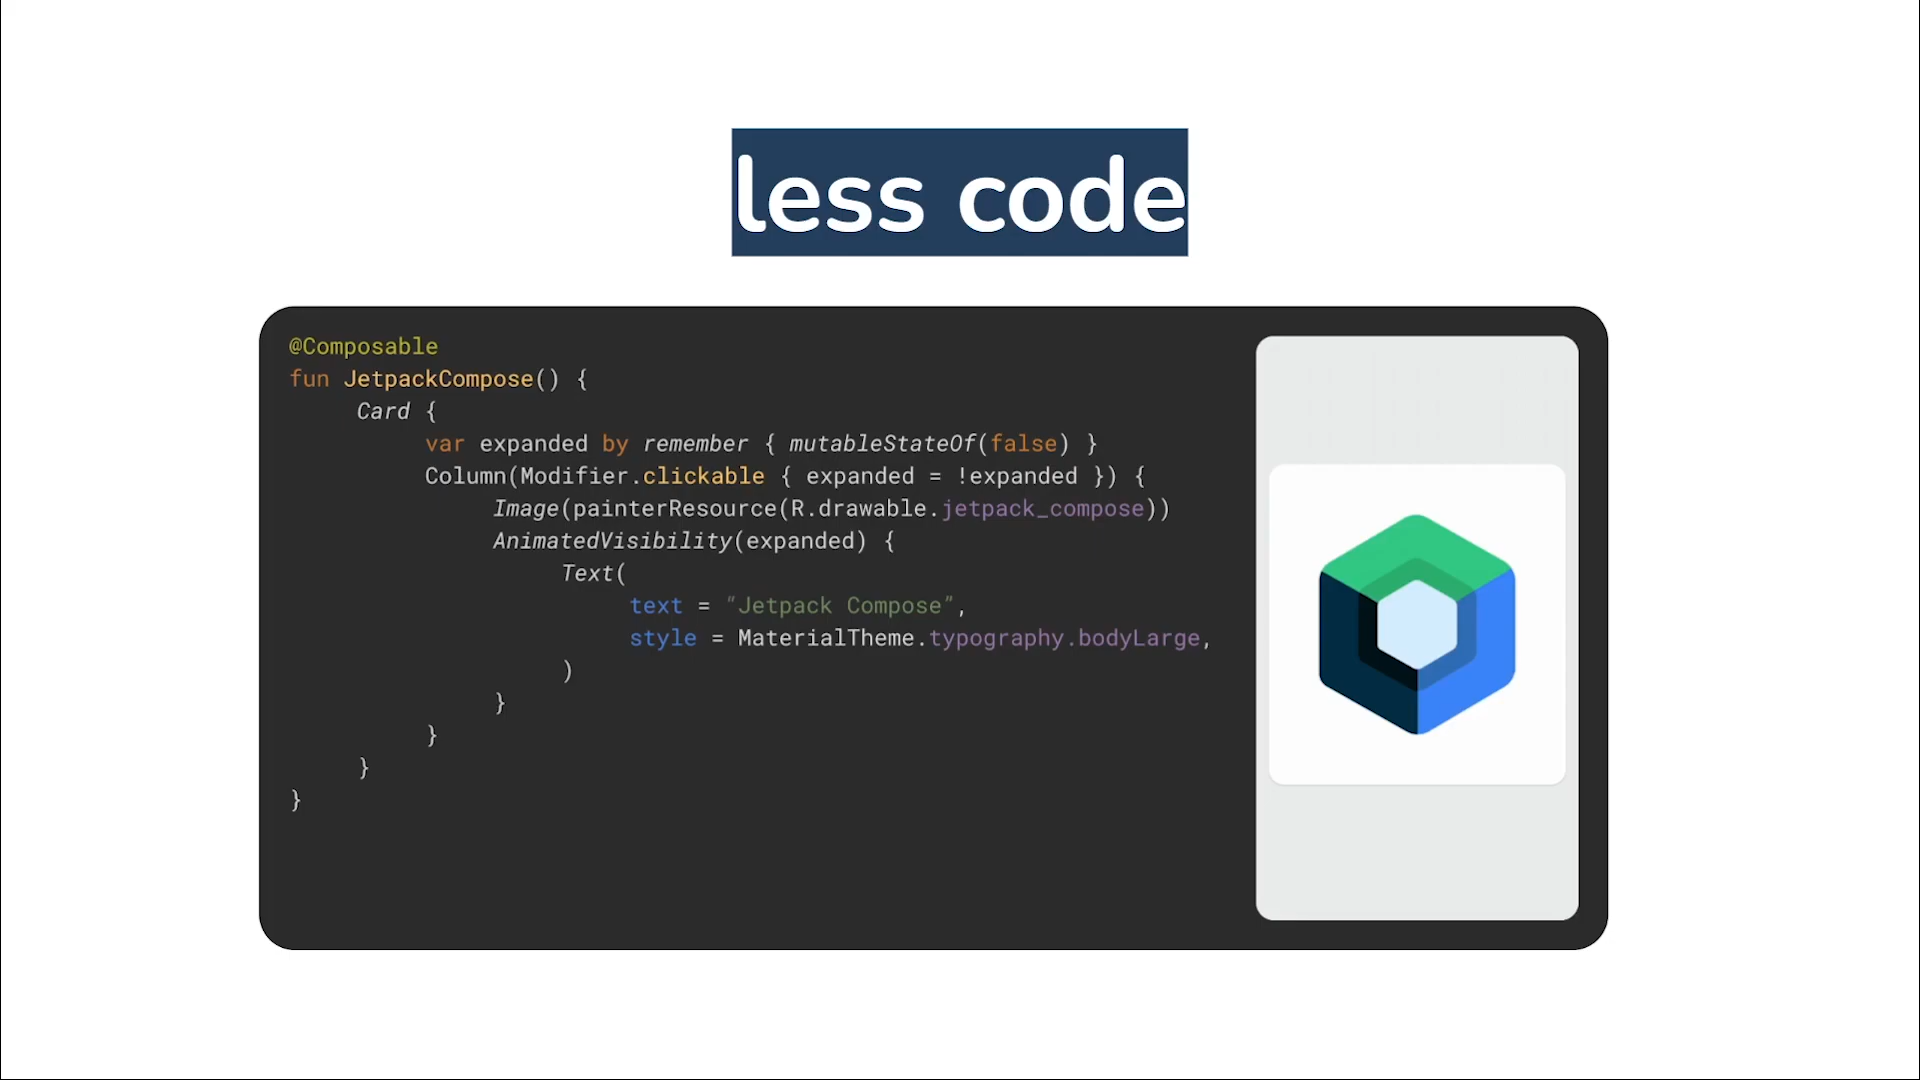 less code
@Composable
fun JetpackCompose() {
Card {
var expanded by remember { mutableStateOf(false) }
Column(Modifier.clickable { expanded = !expanded }) {
Image(painterResource(R.drawable.jetpack_compose))
AnimatedVisibility(expanded) {
Text(
text = “Jetpack Compose”,
style = MaterialTheme.typography.bodyLarge,
)
}
}
}
}